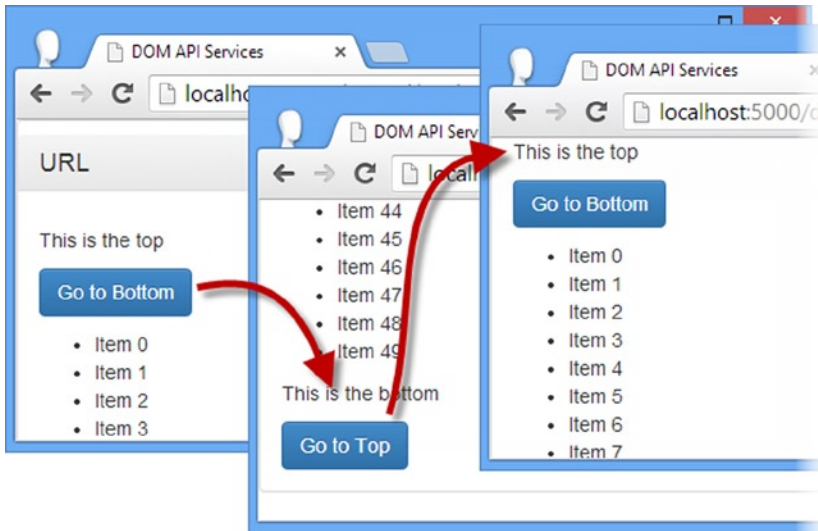 DOM API Services
localho
URL
This is the top
Go to Bottom
• Item 0
• Item 1
• Item 2
• Item 3
DOM API Serv
local
• Item 44
• Item 45
• Item 46
• Item 47
• Item 48
• Item 49
This is the bottom
Go to Top
DOM API Services
localhost:5000/
This is the top
Go to Bottom
• Item 0
• Item 1
• Item 2
• Item 3
• Item 4
• Item 5
• Item 6
• Item 7